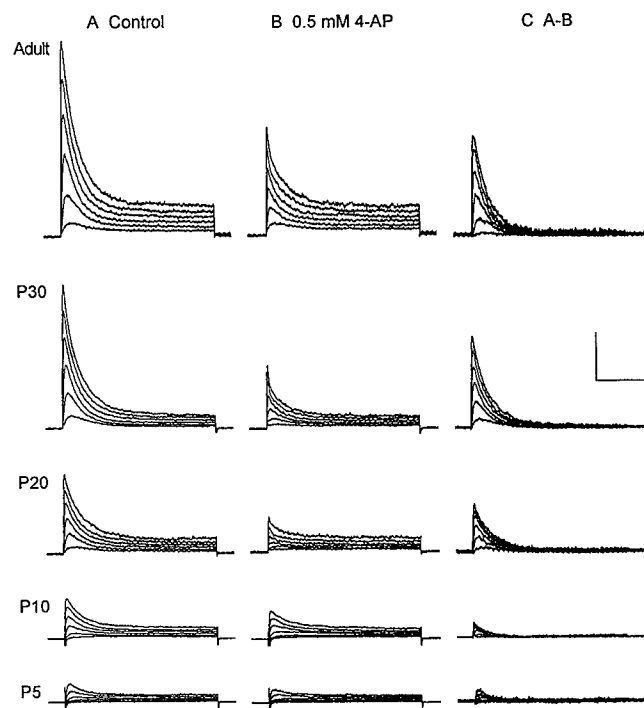 A Control
B 0.5 mM 4-AP
C A-B
Adult
P30
P20
P10
P5